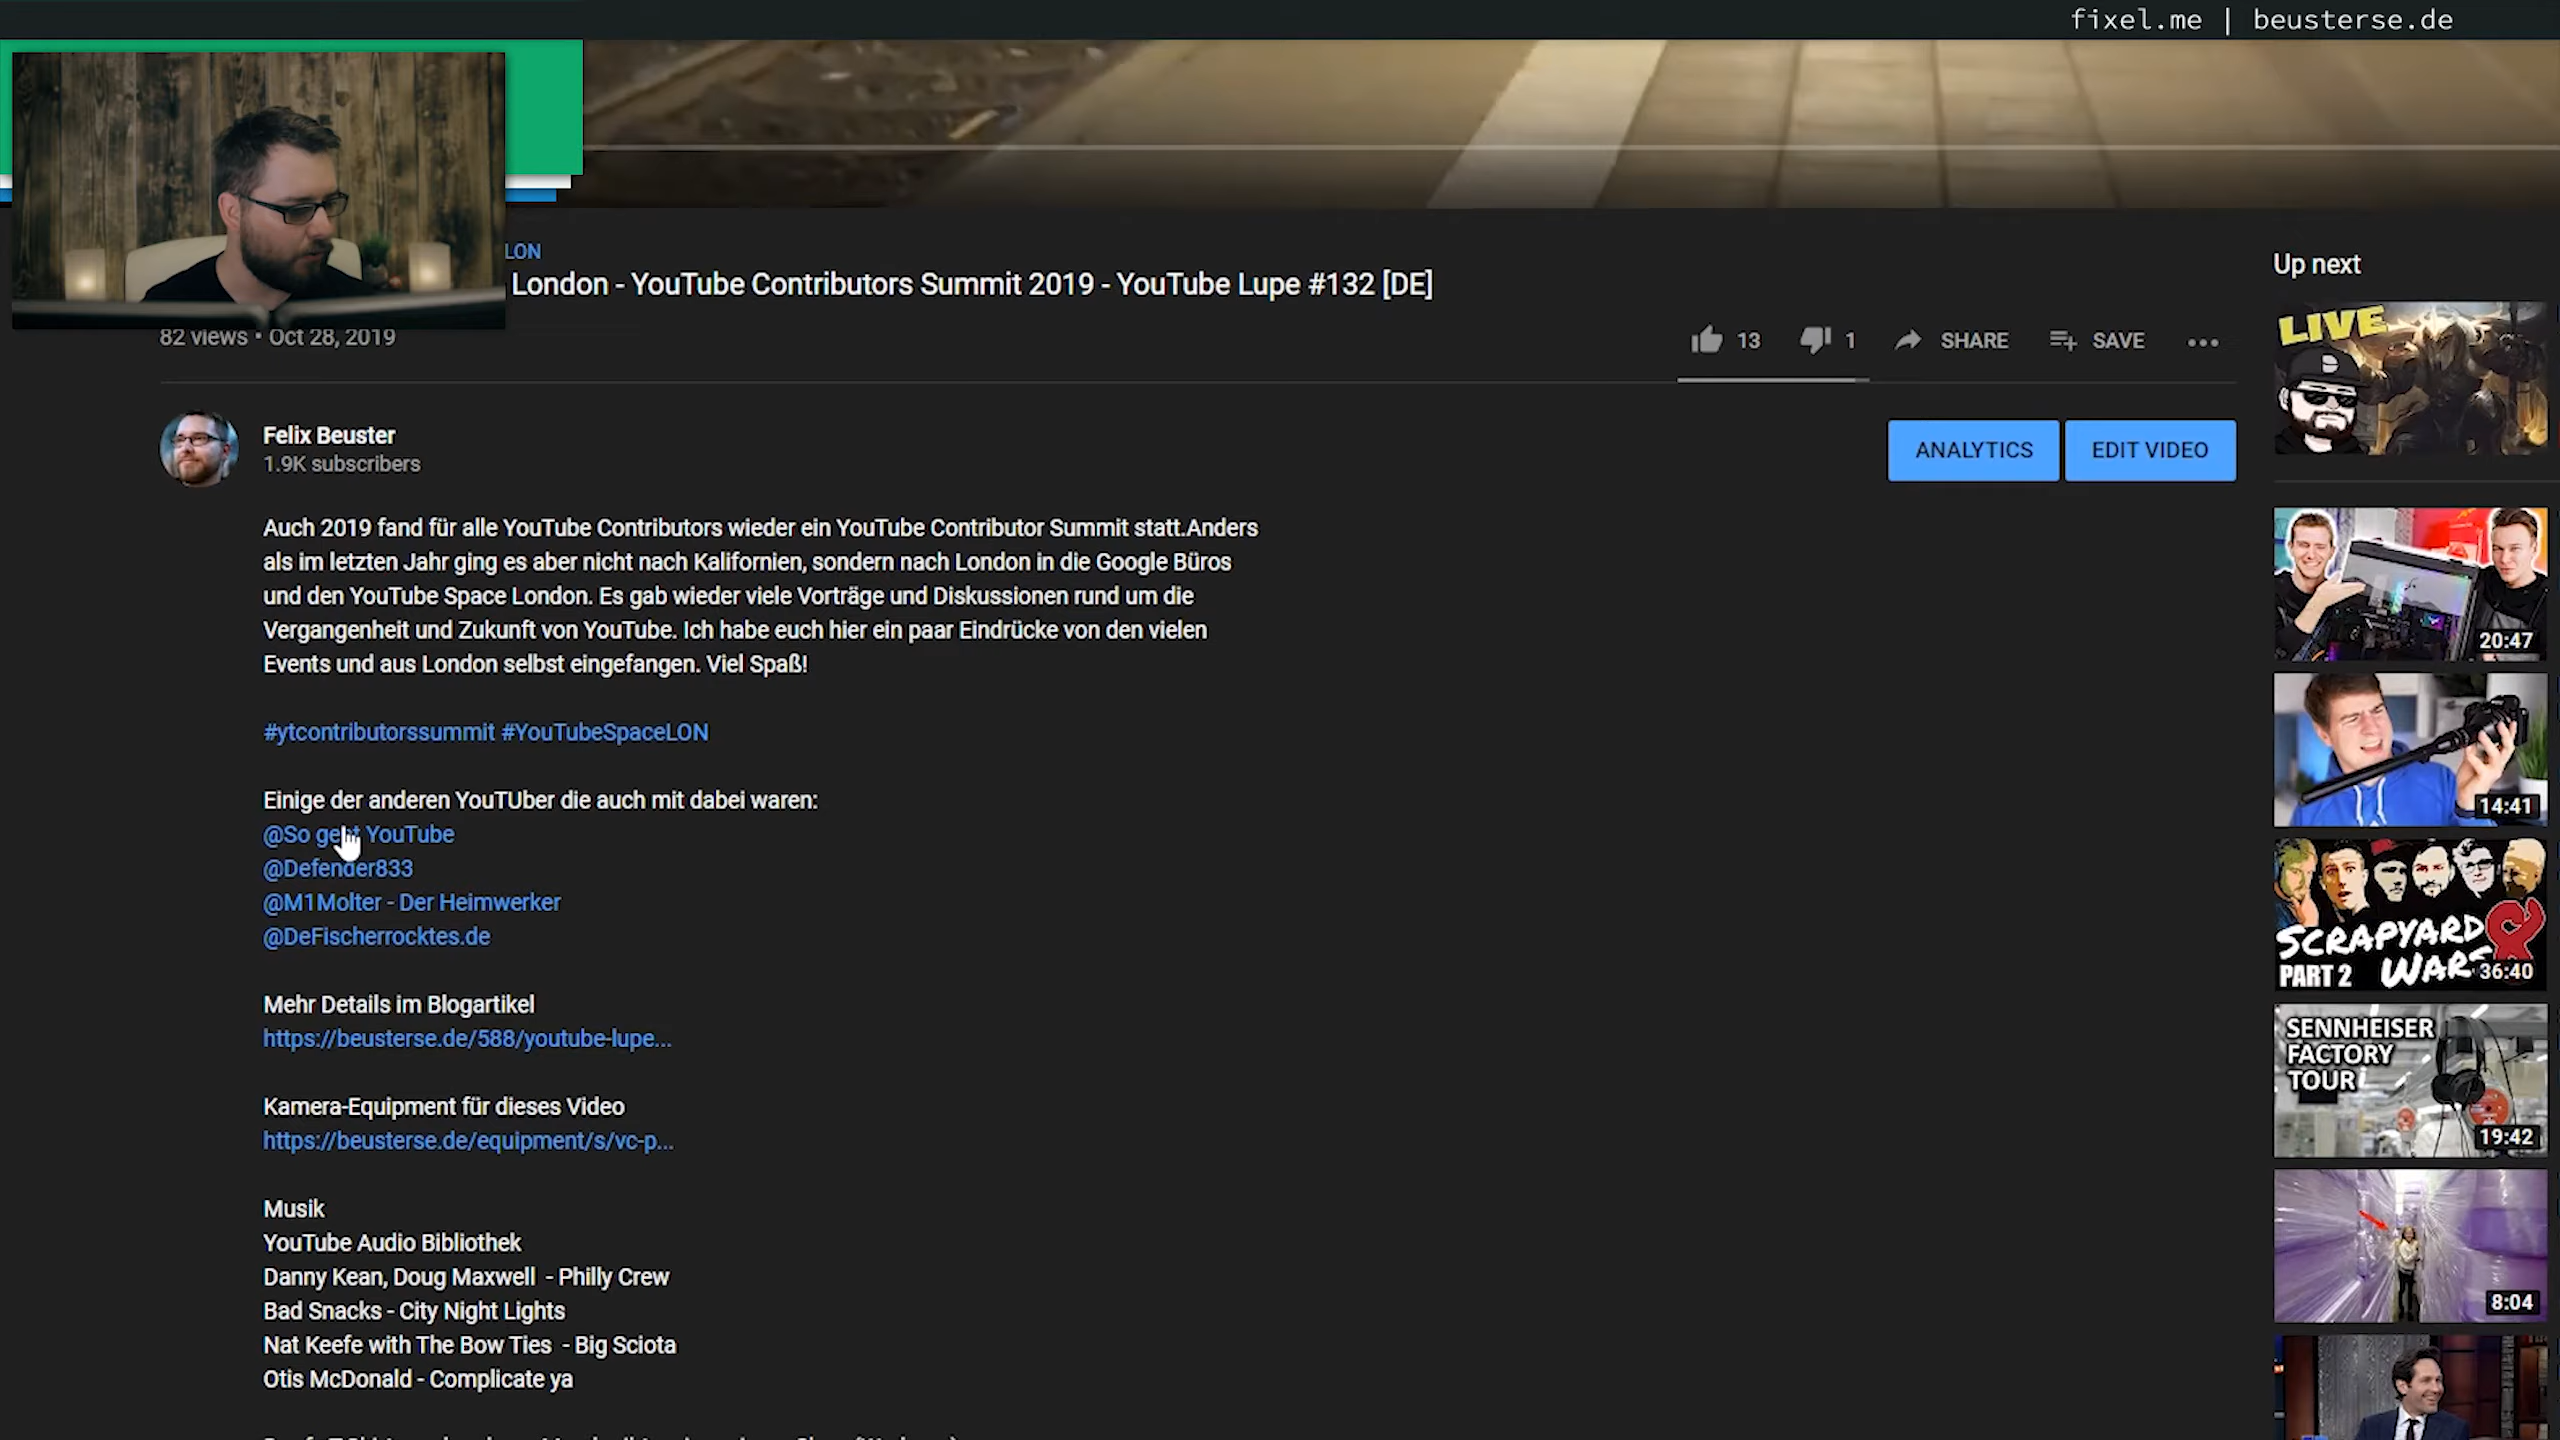 fixel.me | beusterse.de
LON
London - YouTube Contributors Summit 2019 - YouTube Lupe #132 [DE]
82 views • Oct 28, 2019
13
1
SHARE
SAVE
Felix Beuster
1.9K subscribers
ANALYTICS
EDIT VIDEO
Auch 2019 fand für alle YouTube Contributors wieder ein YouTube Contributor Summit statt.Anders
als im letzten Jahr ging es aber nicht nach Kalifornien, sondern nach London in die Google Büros
und den YouTube Space London. Es gab wieder viele Vorträge und Diskussionen rund um die
Vergangenheit und Zukunft von YouTube. Ich habe euch hier ein paar Eindrücke von den vielen
Events und aus London selbst eingefangen. Viel Spaß!
#ytcontributorssummit #YouTubeSpaceLON
Einige der anderen YouTUber die auch mit dabei waren:
@So geht YouTube
@Defender833
@M1Molter - Der Heimwerker
@DeFischerrocktes.de
Mehr Details im Blogartikel
https://beusterse.de/588/youtube-lupe...
Kamera-Equipment für dieses Video
https://beusterse.de/equipment/s/vc-p...
Musik
YouTube Audio Bibliothek
Danny Kean, Doug Maxwell - Philly Crew
Bad Snacks - City Night Lights
Nat Keefe with The Bow Ties - Big Sciota
Otis McDonald - Complicate ya
Up next
LIVE
20:47
14:41
SCRAPYARD
PART 2 WARS
36:40
SENNHEISER
FACTORY
TOUR
19:42
8:04